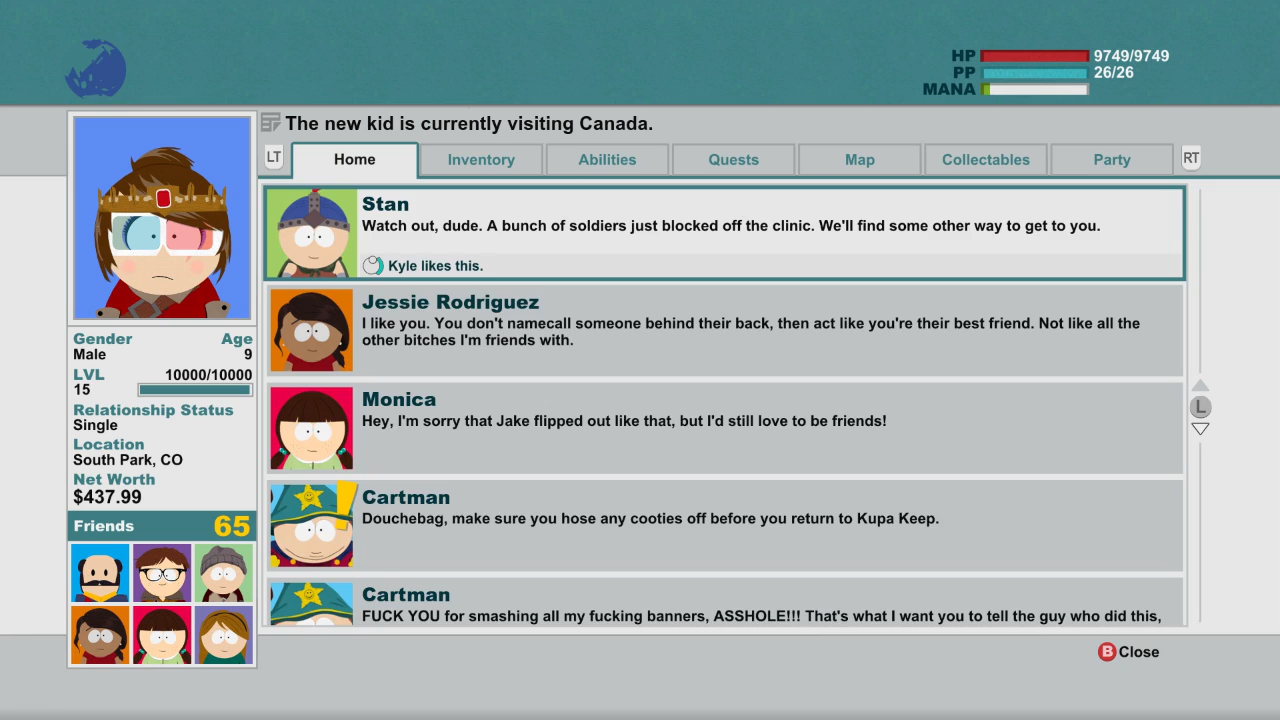 HP 9749/9749
PP 26/26
MANA
The new kid is currently visiting Canada.
LT Home Inventory Abilities Quests Map Collectables Party RT
Gender Age
Male 9
LVL 10000/10000
15
Relationship Status
Single
Location
South Park, CO
Net Worth
$437.99
Friends 65
Stan
Watch out, dude. A bunch of soldiers just blocked off the clinic. We'll find some other way to get to you.
Kyle likes this.
Jessie Rodriguez
I like you. You don't namecall someone behind their back, then act like you're their best friend. Not like all the
other bitches I'm friends with.
Monica
Hey, I'm sorry that Jake flipped out like that, but I'd still love to be friends!
Cartman
Douchebag, make sure you hose any cooties off before you return to Kupa Keep.
Cartman
FUCK YOU for smashing all my fucking banners, ASSHOLE!!! That's what I want you to tell the guy who did this,
L
B Close